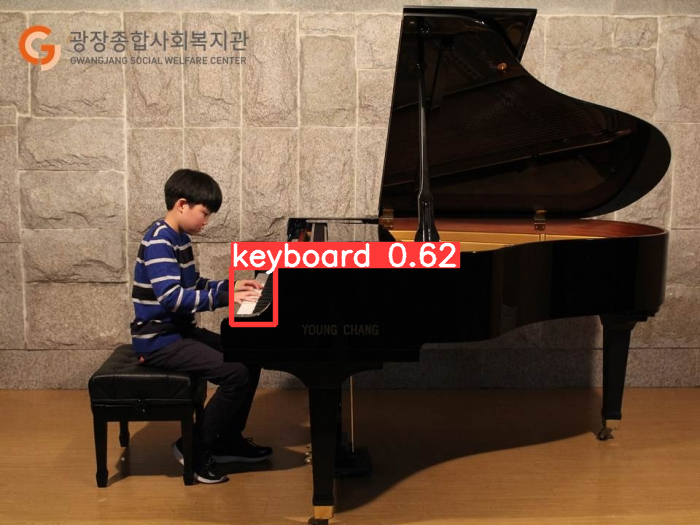 광장종합사회복지관
GWANGJANG SOCIAL WELFARE CENTER
keyboard 0.62
YOUNG CHANG